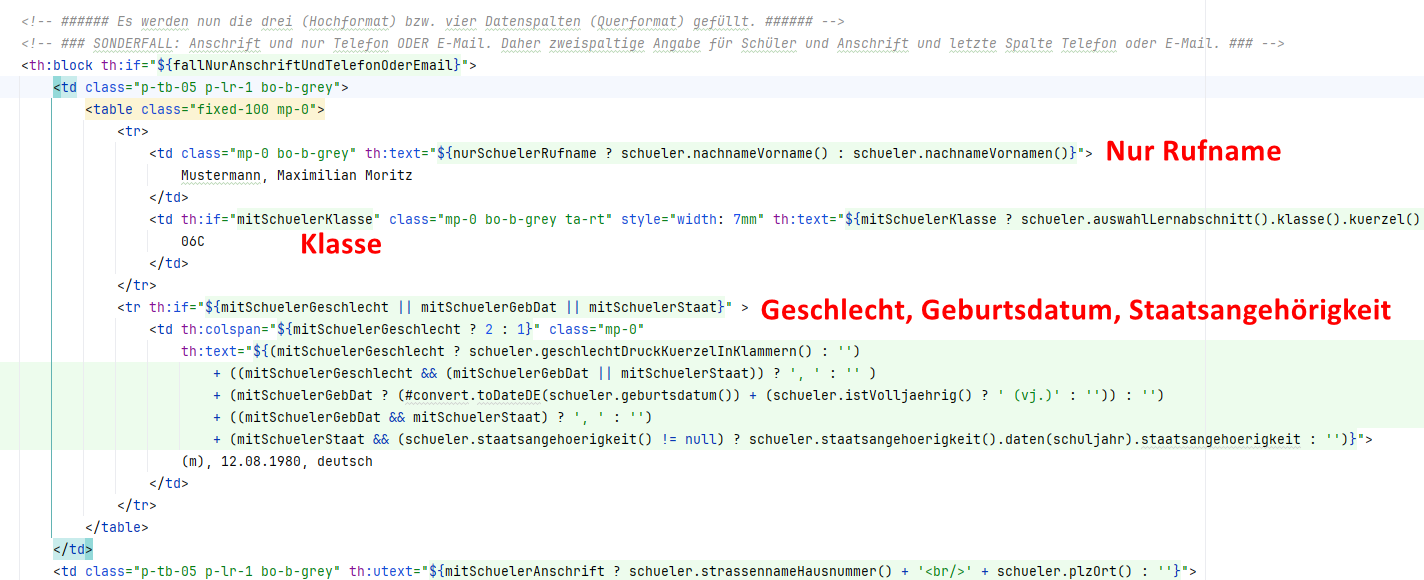 <!-- ###### Es werden nun die drei (Hochformat) bzw. vier Datenspalten (Querformat) gefüllt. ###### -->
<!-- ### SONDERFALL: Anschrift und nur Telefon ODER E-Mail. Daher zweispaltige Angabe für Schüler und Anschrift und letzte Spalte Telefon oder E-Mail. ### -->
<th:block th:if="${fallNurAnschriftUndTelefonOderEmail}">
<td class="p-tb-05 p-lr-1 bo-b-grey">
<table class="fixed-100 mp-0">
<tr>
<td class="mp-0 bo-b-grey" th:text="${nurSchuelerRufname ? schueler.nachnameVorname() : schueler.nachnameVornamen()}"> Nur Rufname
Mustermann, Maximilian Moritz
</td>
<td th:if="mitSchuelerKlasse" class="mp-0 bo-b-grey ta-rt" style="width: 7mm" th:text="${mitSchuelerKlasse ? schueler.auswahlLernabschnitt().klasse().kuerzel()
06C
Klasse
</td>
</tr>
<tr th:if="${mitSchuelerGeschlecht || mitSchuelerGebDat || mitSchuelerStaat}" > Geschlecht, Geburtsdatum, Staatsangehörigkeit
<td th:colspan="${mitSchuelerGeschlecht ? 2 : 1}" class="mp-0"
th:text="${(mitSchuelerGeschlecht ? schueler.geschlechtDruckKuerzelInKlammern() : '')
+ ((mitSchuelerGeschlecht && (mitSchuelerGebDat || mitSchuelerStaat)) ? ', ' : '' )
+ (mitSchuelerGebDat ? (#convert.toDateDE(schueler.geburtsdatum()) + (schueler.istVolljaehrig() ? ' (vj.)' : '')) : '')
+ ((mitSchuelerGebDat && mitSchuelerStaat) ? ', ' : '')
+ (mitSchuelerStaat && (schueler.staatsangehoerigkeit() != null) ? schueler.staatsangehoerigkeit().daten(schuljahr).staatsangehoerigkeit : '')}">
(m), 12.08.1980, deutsch
</td>
</tr>
</table>
</td>
<td class="p-tb-05 p-lr-1 bo-b-grey" th:utext="${mitSchuelerAnschrift ? schueler.strassennameHausnummer() + '<br/>' + schueler.plzOrt() : ''}">